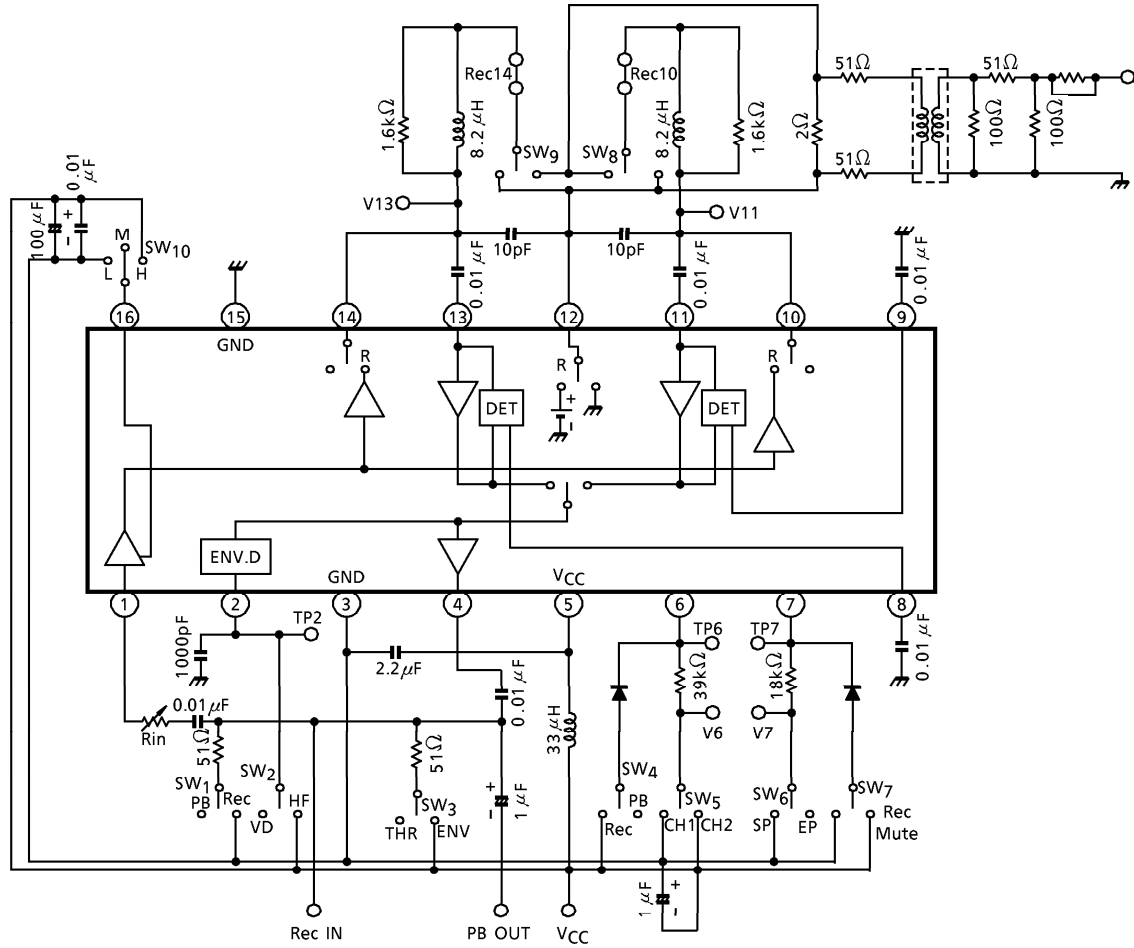 Rec14
Rec10
51Ω
51Ω
1.6kΩ
8.2 μH
8.2 μH
1.6kΩ
2Ω
100Ω
100Ω
SW9
SW8
51Ω
0.01 μF
100 μF
+
-
V13
V11
M
SW10
L
H
10pF
10pF
0.01 μF
0.01 μF
0.01 μF
16
15
14
13
12
11
10
9
GND
R
R
R
DET
+
-
DET
ENV.D
GND
VCC
1
2
3
4
5
6
7
8
TP2
1000pF
2.2μF
TP6
TP7
39kΩ
18kΩ
0.01 μF
0.01 μF
0.01μF
Rin
51Ω
51Ω
33 μH
V6
V7
SW1
SW2
PB
Rec
VD
HF
SW3
THR
ENV
+
-
1 μF
SW4
PB
Rec
SW5
CH1
CH2
SW6
SP
EP
SW7
Rec
Mute
1 μF
+
-
Rec IN
PB OUT
VCC